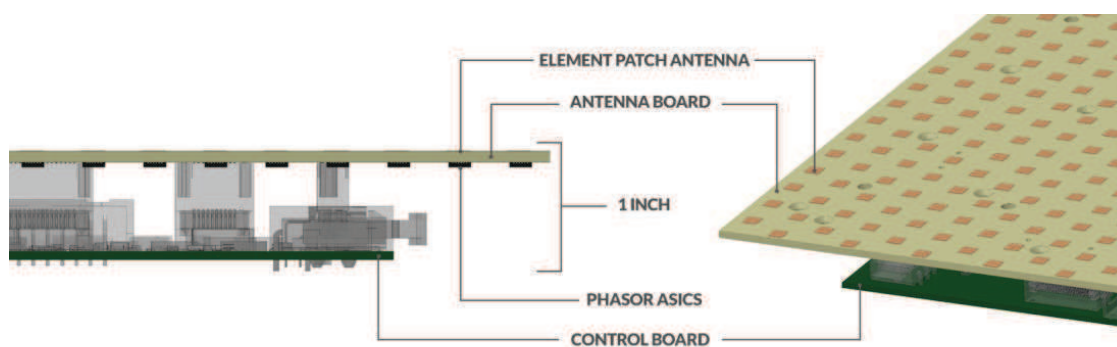 ELEMENT PATCH ANTENNA
ANTENNA BOARD
1 INCH
PHASOR ASICS
CONTROL BOARD